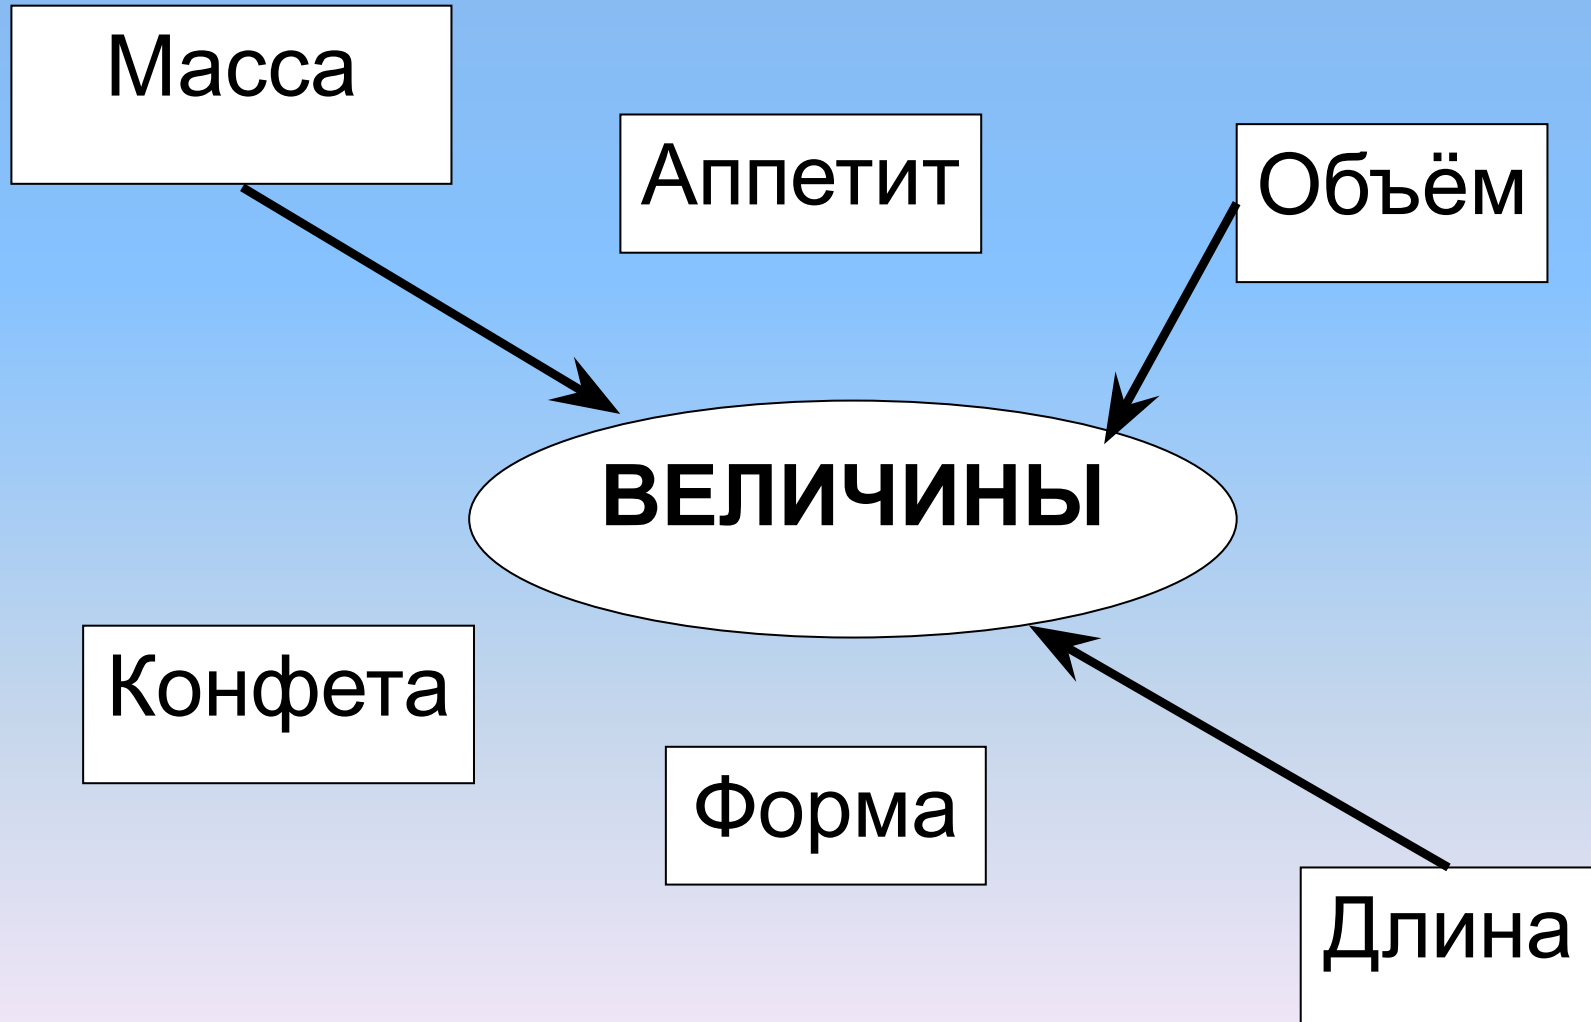 Масса
Аппетит
Объём
ВЕЛИЧИНЫ
Конфета
Форма
Длина